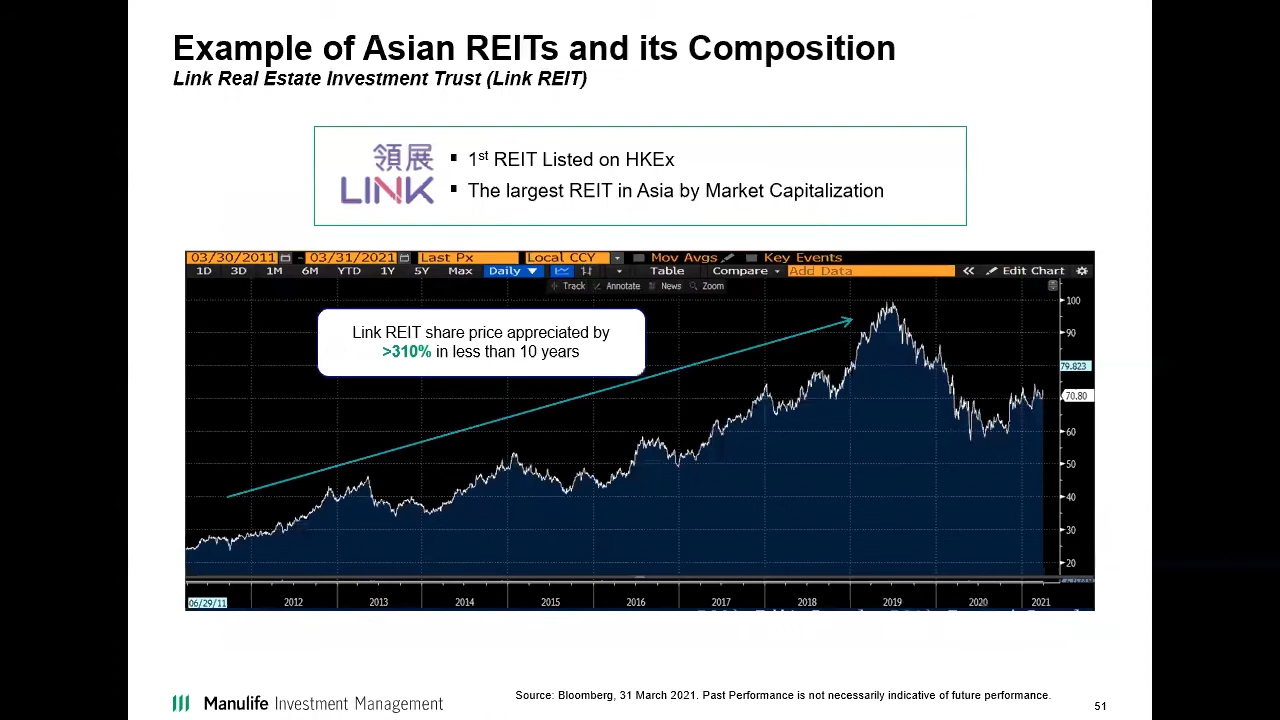 Example of Asian REITs and its Composition
Link Real Estate Investment Trust (Link REIT)
領展
LINK
▪ 1st REIT Listed on HKEx
▪ The largest REIT in Asia by Market Capitalization
03/30/2011 - 03/31/2021 Last Px Local CCY Mov Avgs Key Events
1D 3D 1M 6M YTD 1Y 5Y Max Daily ▼ Table Compare Add Data « Edit Chart
Track Annotate News Zoom
Link REIT share price appreciated by
>310% in less than 10 years
100
90
79.823
70.80
60
50
40
30
20
06/29/11 2012 2013 2014 2015 2016 2017 2018 2019 2020 2021
Source: Bloomberg, 31 March 2021. Past Performance is not necessarily indicative of future performance.
Manulife Investment Management
51